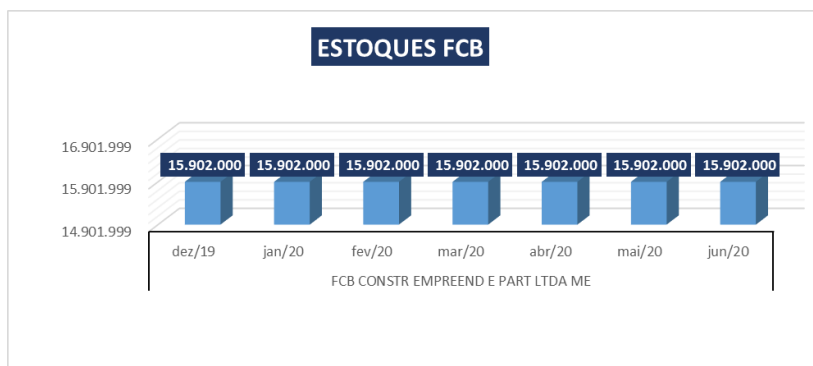 ESTOQUES FCB
16.901.999
15.901.999
14.901.999
15.902.000 15.902.000 15.902.000 15.902.000 15.902.000 15.902.000 15.902.000
dez/19 jan/20 fev/20 mar/20 abr/20 mai/20 jun/20
FCB CONSTR EMPREEND E PART LTDA ME